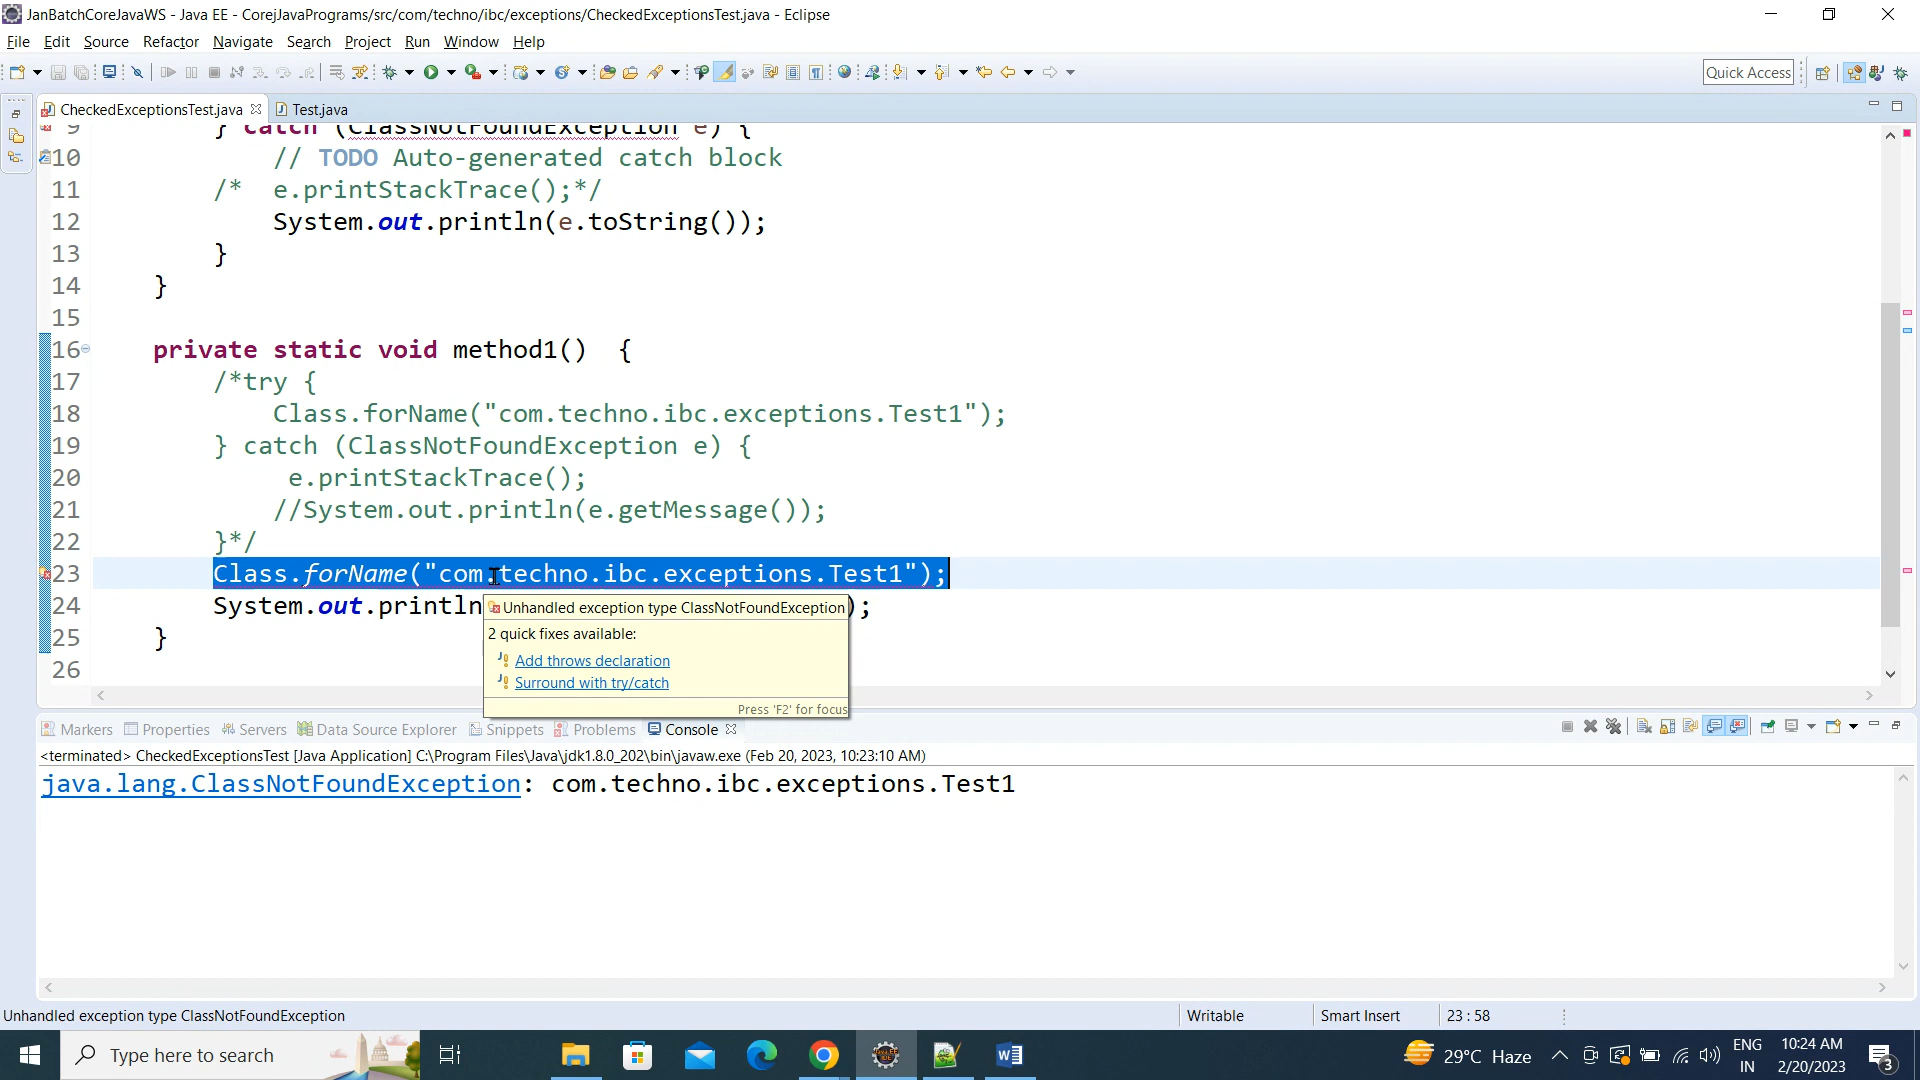 JanBatchCoreJavaWS - Java EE - CorejJavaPrograms/src/com/techno/ibc/exceptions/CheckedExceptionsTest.java - Eclipse
File Edit Source Refactor Navigate Search Project Run Window Help
Quick Access
CheckedExceptionsTest.java Test.java
9 } catch (ClassNotFoundException e) {
10 // TODO Auto-generated catch block
11 /* e.printStackTrace();*/
12 System.out.println(e.toString());
13 }
14 }
15
16 private static void method1() {
17 /*try {
18 Class.forName("com.techno.ibc.exceptions.Test1");
19 } catch (ClassNotFoundException e) {
20 e.printStackTrace();
21 //System.out.println(e.getMessage());
22 }*/
23 Class.forName("com.techno.ibc.exceptions.Test1");
24 System.out.println );
25 }
26
Unhandled exception type ClassNotFoundException
2 quick fixes available:
Add throws declaration
Surround with try/catch
Press 'F2' for focus
Markers Properties Servers Data Source Explorer Snippets Problems Console
<terminated> CheckedExceptionsTest [Java Application] C:\Program Files\Java\jdk1.8.0_202\bin\javaw.exe (Feb 20, 2023, 10:23:10 AM)
java.lang.ClassNotFoundException: com.techno.ibc.exceptions.Test1
Unhandled exception type ClassNotFoundException Writable Smart Insert 23 : 58
Type here to search 29°C Haze ENG IN 10:24 AM 2/20/2023 3